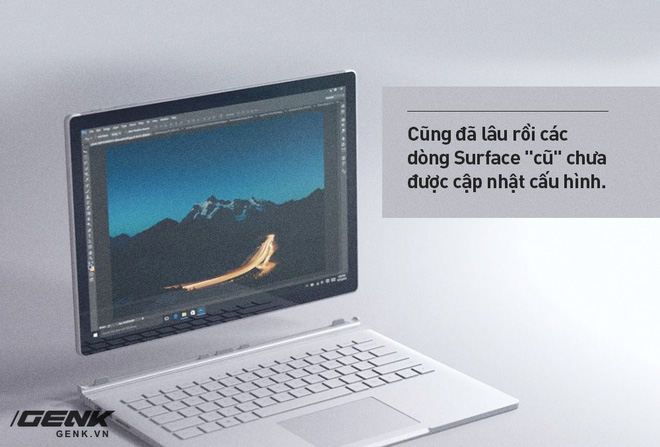 Cũng đã lâu rồi các
dòng Surface "cũ" chưa
được cập nhật cấu hình.
/GENK
GENK.VN